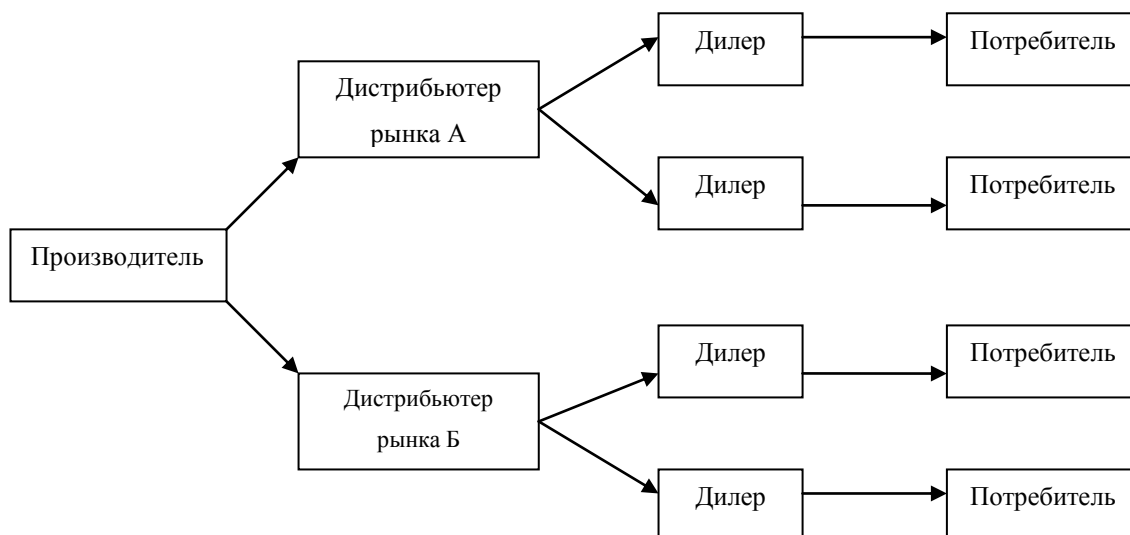 Производитель
Дистрибьютер
рынка А
Дилер
Потребитель
Дилер
Потребитель
Дистрибьютер
рынка Б
Дилер
Потребитель
Дилер
Потребитель